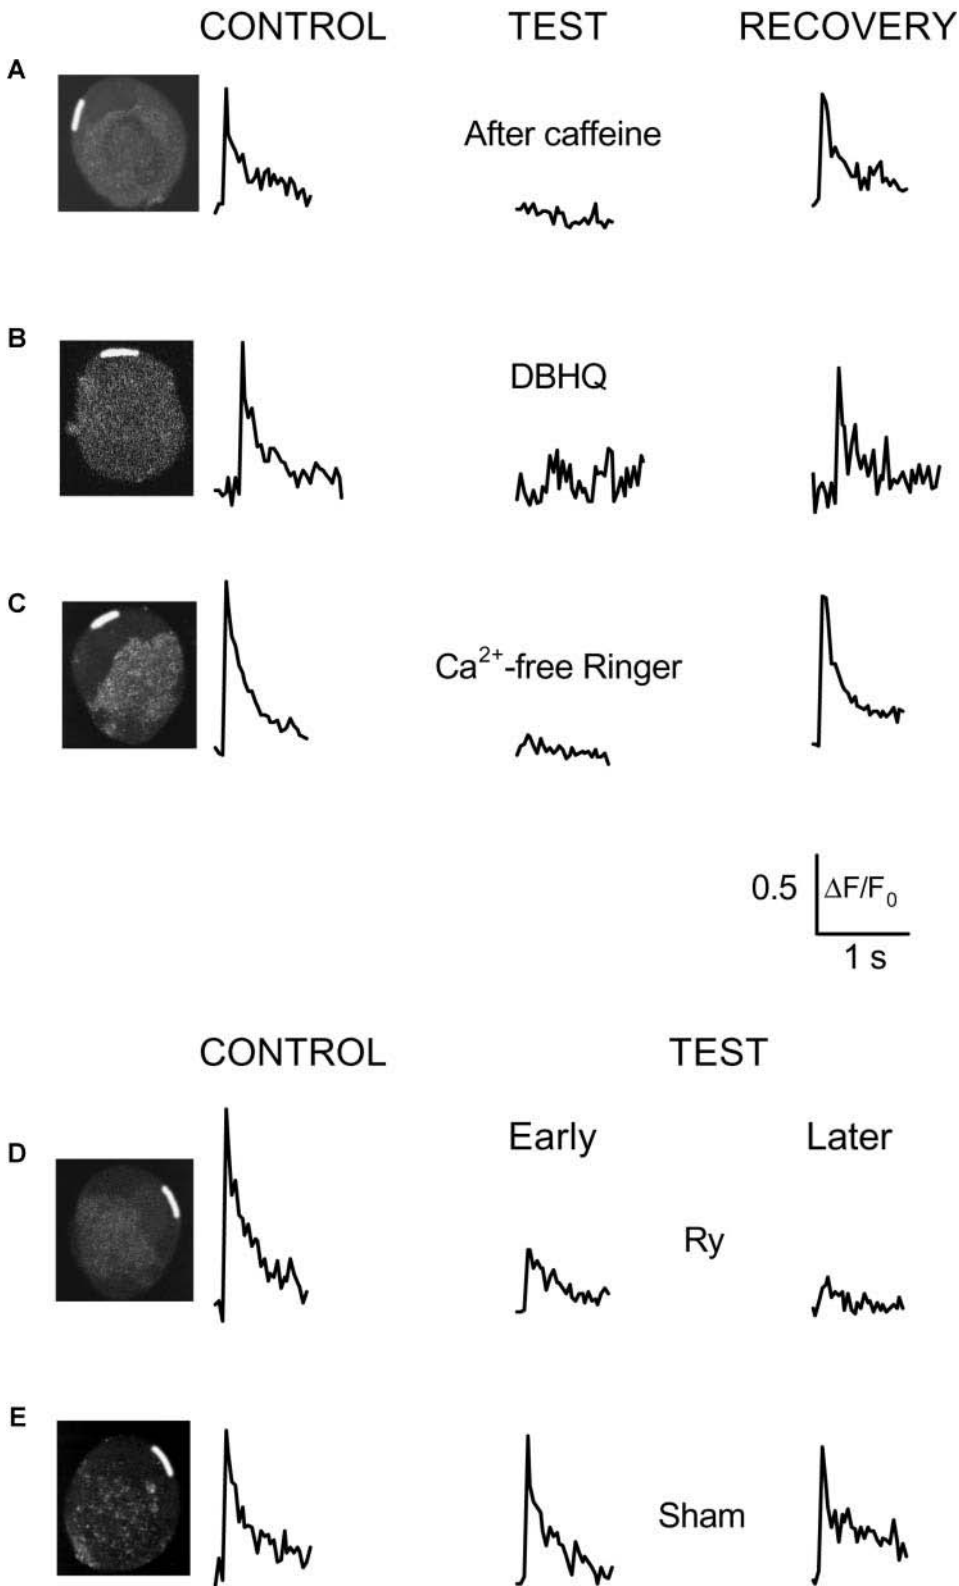 CONTROL TEST RECOVERY
A
After caffeine
B
DBHQ
C
Ca²⁺-free Ringer
0.5 ΔF/F₀
1 s
CONTROL TEST
Early Later
D
Ry
E
Sham